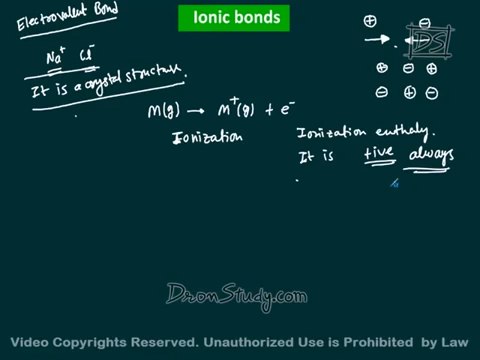 Electrovalent Bond
Ionic bonds
Na⁺ Cl⁻
It is a crystal structure.
DS
M(g) → M⁺(g) + e⁻
Ionization
Ionization enthaly.
It is +ive always
DronStudy.com
Video Copyrights Reserved. Unauthorized Use is Prohibited by Law